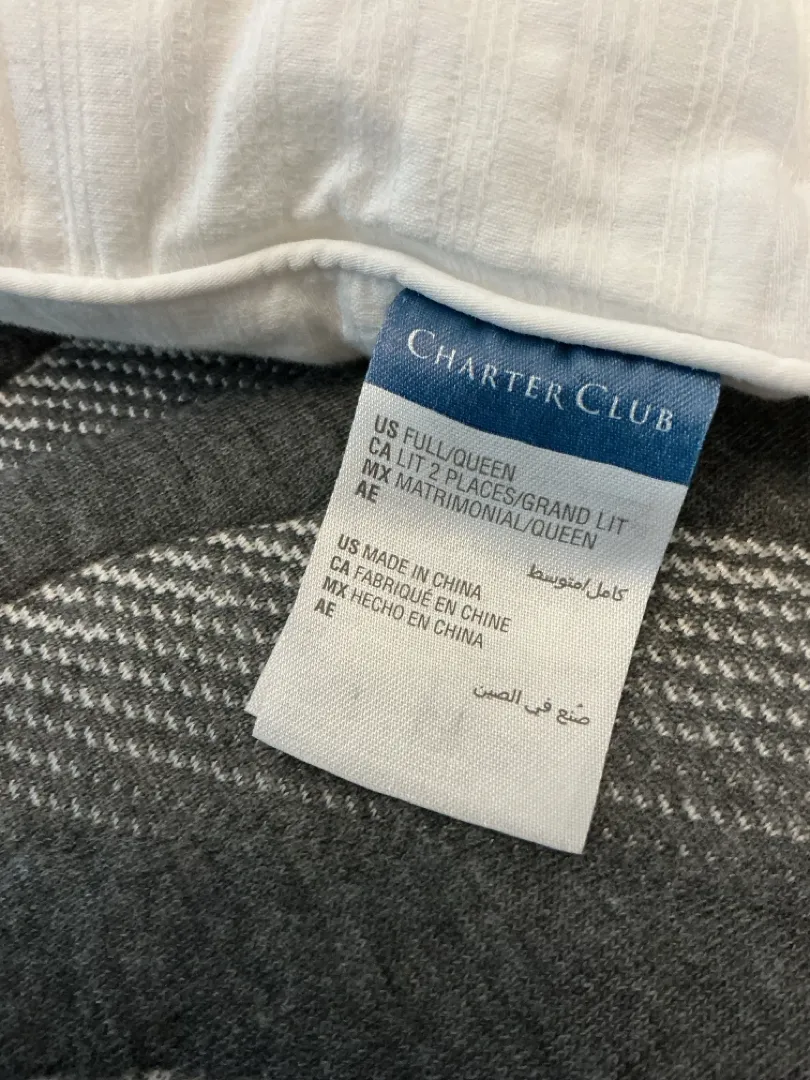 CHARTER CLUB
US FULL/QUEEN
CA LIT 2 PLACES/GRAND LIT
MX MATRIMONIAL/QUEEN
AE
كامل/متوسط
US MADE IN CHINA
CA FABRIQUÉ EN CHINE
MX HECHO EN CHINA
AE
صُنع في الصين